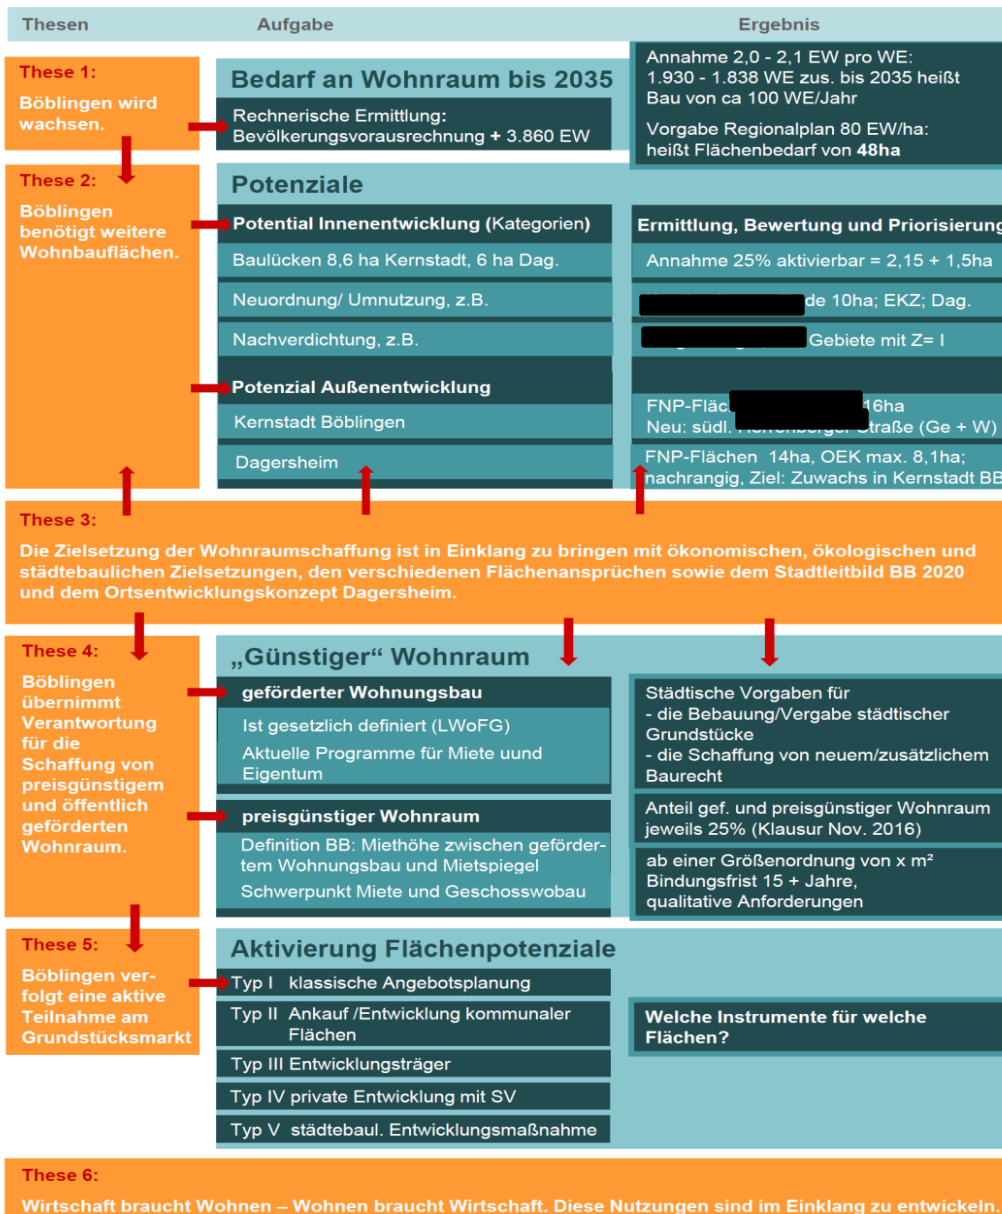 Thesen
Aufgabe
Ergebnis
These 1:
Böblingen wird
wachsen.
Bedarf an Wohnraum bis 2035
Rechnerische Ermittlung:
Bevölkerungsvorausrechnung + 3.860 EW
Annahme 2,0 - 2,1 EW pro WE:
1.930 - 1.838 WE zus. bis 2035 heißt
Bau von ca 100 WE/Jahr
Vorgabe Regionalplan 80 EW/ha:
heißt Flächenbedarf von 48ha
These 2:
Böblingen
benötigt weitere
Wohnbauflächen.
Potenziale
Potential Innenentwicklung (Kategorien)
Ermittlung, Bewertung und Priorisierung
Baulücken 8,6 ha Kernstadt, 6 ha Dag.
Annahme 25% aktivierbar = 2,15 + 1,5ha
Neuordnung/ Umnutzung, z.B.
de 10ha; EKZ; Dag.
Nachverdichtung, z.B.
Gebiete mit Z= I
Potenzial Außenentwicklung
Kernstadt Böblingen
FNP-Fläc 16ha
Neu: südl. Straße (Ge + W)
Dagersheim
FNP-Flächen 14ha, OEK max. 8,1ha;
nachrangig, Ziel: Zuwachs in Kernstadt BB
These 3:
Die Zielsetzung der Wohnraumschaffung ist in Einklang zu bringen mit ökonomischen, ökologischen und
städtebaulichen Zielsetzungen, den verschiedenen Flächenansprüchen sowie dem Stadtleitbild BB 2020
und dem Ortsentwicklungskonzept Dagersheim.
These 4:
Böblingen
übernimmt
Verantwortung
für die
Schaffung von
preisgünstigem
und öffentlich
geförderten
Wohnraum.
„Günstiger“ Wohnraum
geförderter Wohnungsbau
Ist gesetzlich definiert (LWoFG)
Aktuelle Programme für Miete uund
Eigentum
preisgünstiger Wohnraum
Definition BB: Miethöhe zwischen geförder-
tem Wohnungsbau und Mietspiegel
Schwerpunkt Miete und Geschosswobau
Städtische Vorgaben für
- die Bebauung/Vergabe städtischer
Grundstücke
- die Schaffung von neuem/zusätzlichem
Baurecht
Anteil gef. und preisgünstiger Wohnraum
jeweils 25% (Klausur Nov. 2016)
ab einer Größenordnung von x m²
Bindungsfrist 15 + Jahre,
qualitative Anforderungen
These 5:
Böblingen ver-
folgt eine aktive
Teilnahme am
Grundstücksmarkt
Aktivierung Flächenpotenziale
Typ I klassische Angebotsplanung
Typ II Ankauf /Entwicklung kommunaler
Flächen
Typ III Entwicklungsträger
Typ IV private Entwicklung mit SV
Typ V städtebaul. Entwicklungsmaßnahme
Welche Instrumente für welche
Flächen?
These 6:
Wirtschaft braucht Wohnen – Wohnen braucht Wirtschaft. Diese Nutzungen sind im Einklang zu entwickeln.